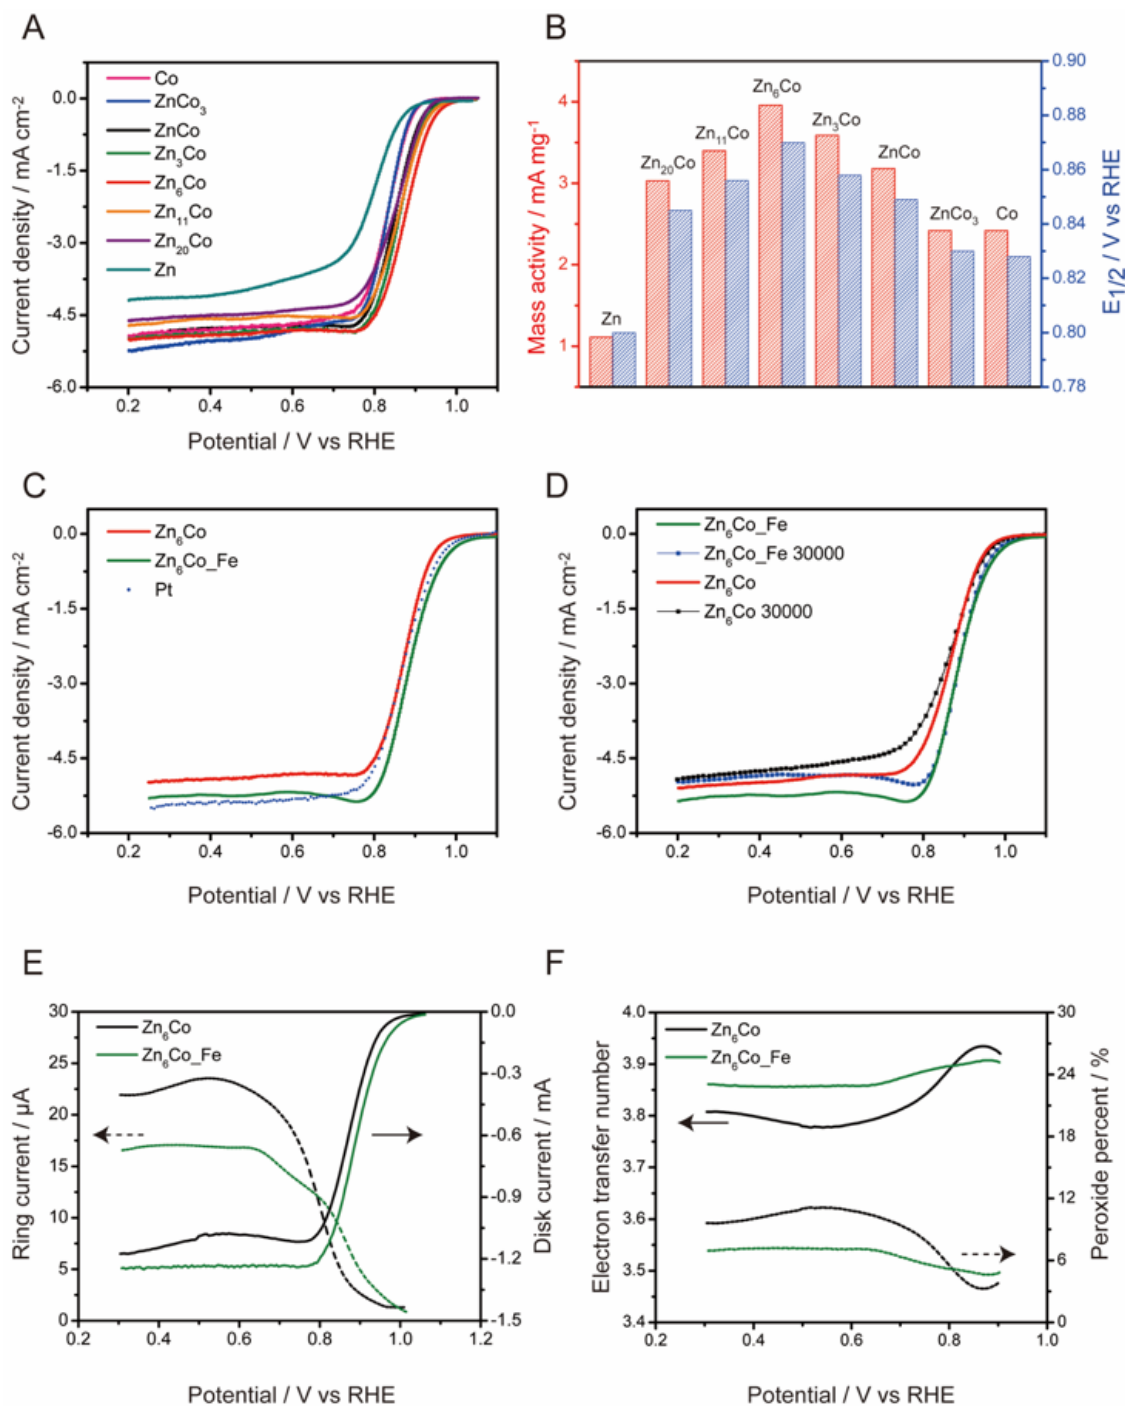 A
Co
ZnCo3
ZnCo
Zn3Co
Zn6Co
Zn11Co
Zn20Co
Zn
0.0
-1.5
-3.0
-4.5
-6.0
0.2 0.4 0.6 0.8 1.0
Current density / mA cm-2
Potential / V vs RHE
B
Zn
Zn20Co
Zn11Co
Zn6Co
Zn3Co
ZnCo
ZnCo3
Co
4
3
2
1
Mass activity / mA mg-1
0.90
0.88
0.86
0.84
0.82
0.80
0.78
E1/2 / V vs RHE
C
Zn6Co
Zn6Co_Fe
Pt
0.0
-1.5
-3.0
-4.5
-6.0
0.2 0.4 0.6 0.8 1.0
Current density / mA cm-2
Potential / V vs RHE
D
Zn6Co_Fe
Zn6Co_Fe 30000
Zn6Co
Zn6Co 30000
0.0
-1.5
-3.0
-4.5
-6.0
0.2 0.4 0.6 0.8 1.0
Current density / mA cm-2
Potential / V vs RHE
E
Zn6Co
Zn6Co_Fe
30
25
20
15
10
5
0
Ring current / μA
0.0
-0.3
-0.6
-0.9
-1.2
-1.5
Disk current / mA
0.2 0.4 0.6 0.8 1.0 1.2
Potential / V vs RHE
F
Zn6Co
Zn6Co_Fe
4.0
3.9
3.8
3.7
3.6
3.5
3.4
Electron transfer number
30
24
18
12
6
0
Peroxide percent / %
0.2 0.4 0.6 0.8 1.0
Potential / V vs RHE